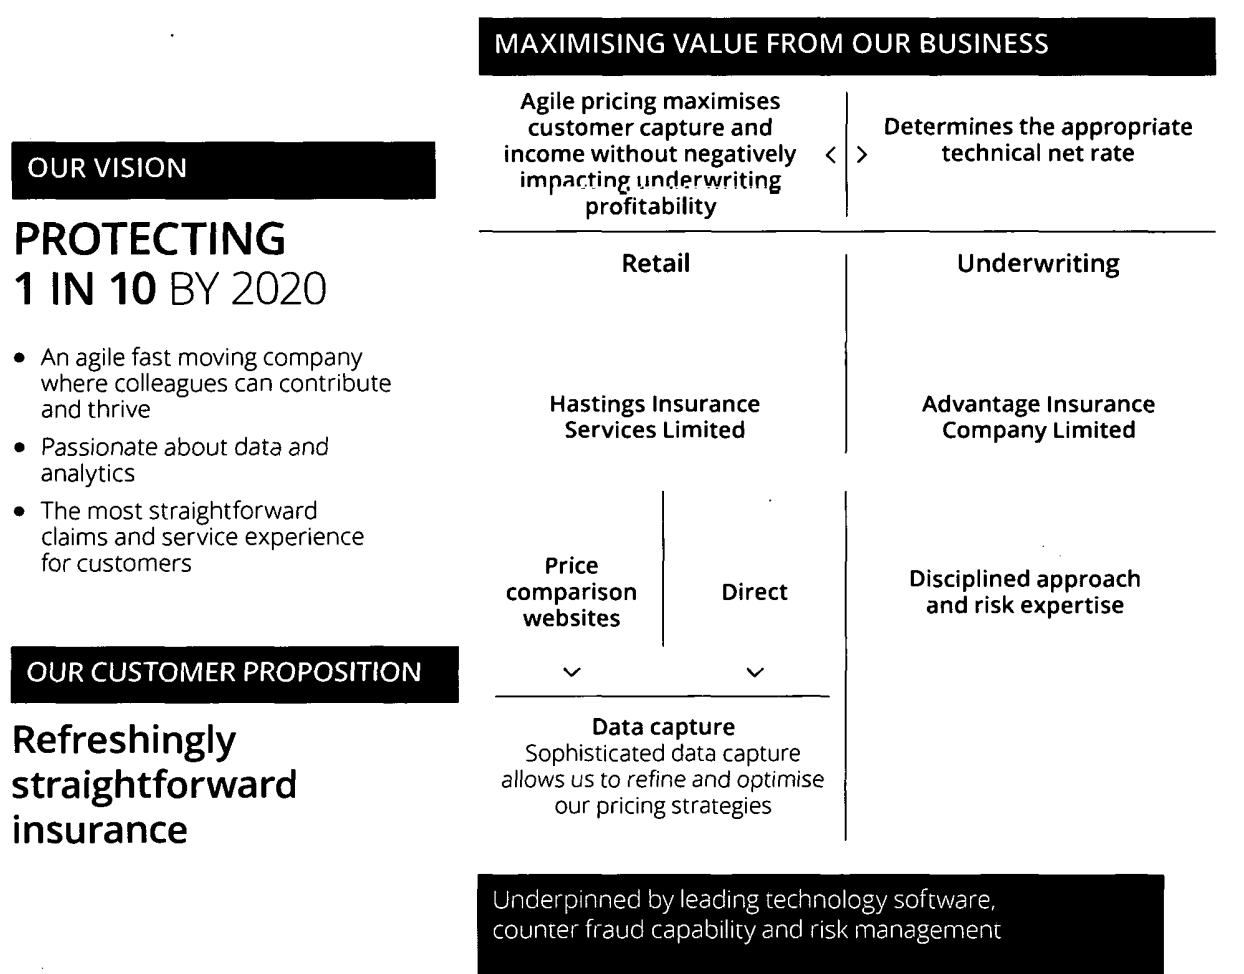 OUR VISION
PROTECTING
1 IN 10 BY 2020
• An agile fast moving company
where colleagues can contribute
and thrive
• Passionate about data and
analytics
• The most straightforward
claims and service experience
for customers
OUR CUSTOMER PROPOSITION
Refreshingly
straightforward
insurance
MAXIMISING VALUE FROM OUR BUSINESS
Agile pricing maximises
customer capture and
income without negatively
impacting underwriting
profitability
< >
Determines the appropriate
technical net rate
Retail
Underwriting
Hastings Insurance
Services Limited
Advantage Insurance
Company Limited
Price
comparison
websites
Direct
Disciplined approach
and risk expertise
Data capture
Sophisticated data capture
allows us to refine and optimise
our pricing strategies
Underpinned by leading technology software,
counter fraud capability and risk management